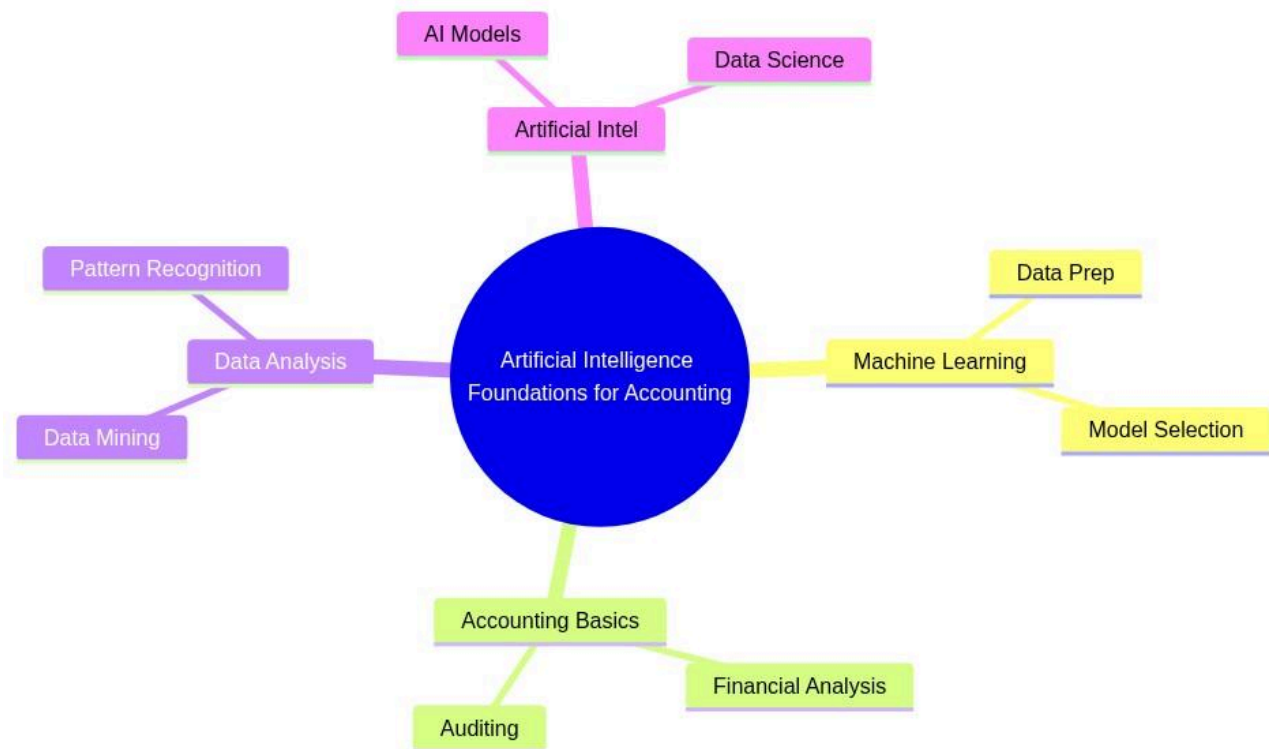 AI Models
Data Science
Artificial Intel
Pattern Recognition
Data Prep
Data Analysis
Artificial Intelligence
Foundations for Accounting
Machine Learning
Data Mining
Model Selection
Accounting Basics
Financial Analysis
Auditing